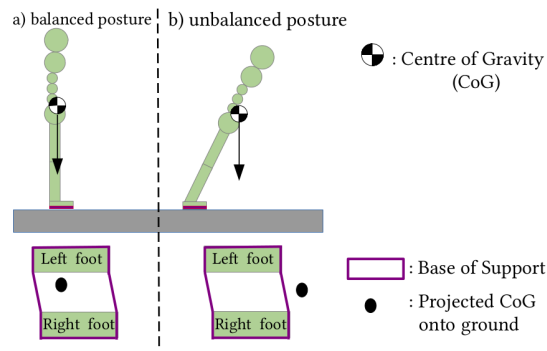 a) balanced posture
b) unbalanced posture
: Centre of Gravity
(CoG)
Left foot
Right foot
Left foot
Right foot
: Base of Support
: Projected CoG
onto ground